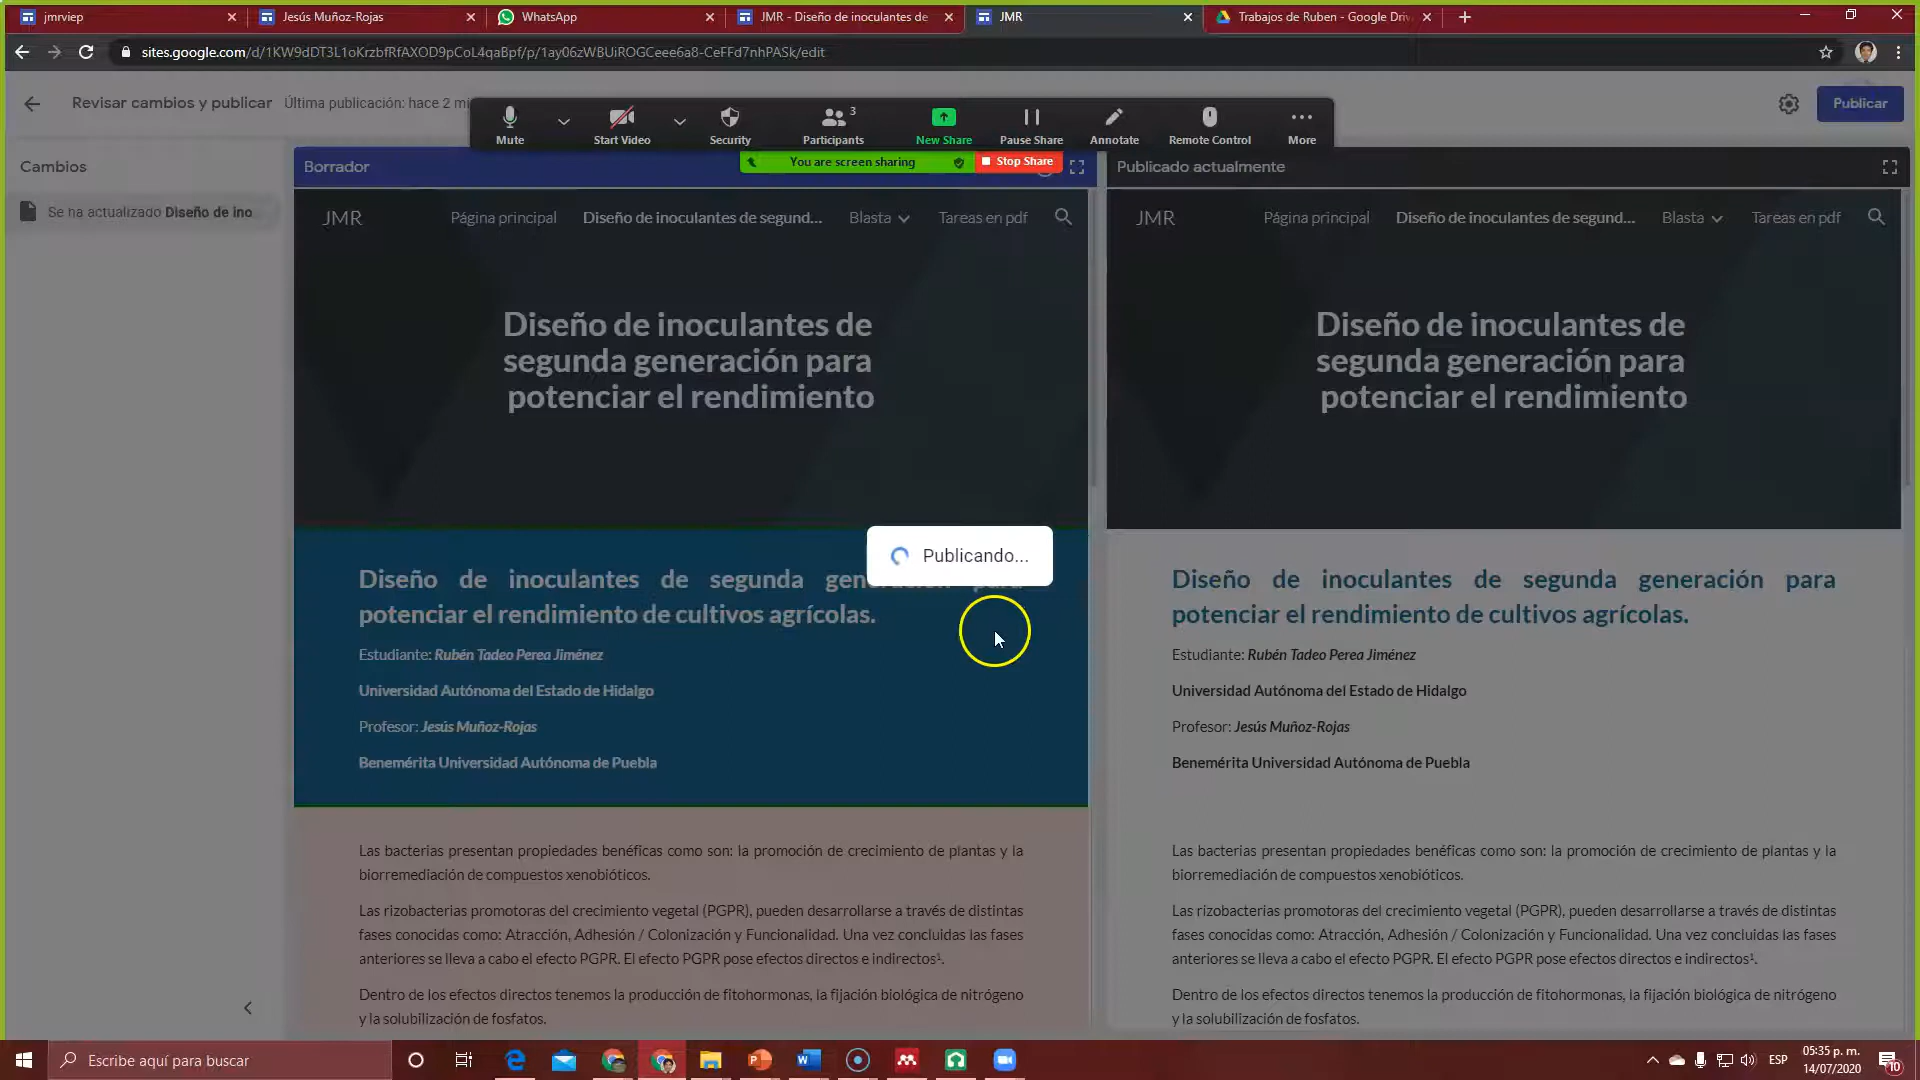 jmrviep
Jesús Muñoz-Rojas
WhatsApp
JMR - Diseño de inoculantes de
JMR
Trabajos de Ruben - Google Driv
sites.google.com/d/1KW9dDT3L1oKrzbfRfAXOD9pCoL4qaBpf/p/1ay06zWBUiROGCeee6a8-CeFFd7nhPASk/edit
Revisar cambios y publicar Última publicación: hace 2 mi
Publicar
Mute
Start Video
Security
3
Participants
New Share
Pause Share
Annotate
Remote Control
More
You are screen sharing
Stop Share
Cambios
Se ha actualizado Diseño de ino
Borrador
JMR Página principal Diseño de inoculantes de segund... Blasta Tareas en pdf
Diseño de inoculantes de
segunda generación para
potenciar el rendimiento
Diseño de inoculantes de segunda generación para
potenciar el rendimiento de cultivos agrícolas.
Estudiante: Rubén Tadeo Perea Jiménez
Universidad Autónoma del Estado de Hidalgo
Profesor: Jesús Muñoz-Rojas
Benemérita Universidad Autónoma de Puebla
Las bacterias presentan propiedades benéficas como son: la promoción de crecimiento de plantas y la
biorremediación de compuestos xenobióticos.
Las rizobacterias promotoras del crecimiento vegetal (PGPR), pueden desarrollarse a través de distintas
fases conocidas como: Atracción, Adhesión / Colonización y Funcionalidad. Una vez concluidas las fases
anteriores se lleva a cabo el efecto PGPR. El efecto PGPR pose efectos directos e indirectos¹.
Dentro de los efectos directos tenemos la producción de fitohormonas, la fijación biológica de nitrógeno
y la solubilización de fosfatos.
Publicando...
Publicado actualmente
JMR Página principal Diseño de inoculantes de segund... Blasta Tareas en pdf
Diseño de inoculantes de
segunda generación para
potenciar el rendimiento
Diseño de inoculantes de segunda generación para
potenciar el rendimiento de cultivos agrícolas.
Estudiante: Rubén Tadeo Perea Jiménez
Universidad Autónoma del Estado de Hidalgo
Profesor: Jesús Muñoz-Rojas
Benemérita Universidad Autónoma de Puebla
Las bacterias presentan propiedades benéficas como son: la promoción de crecimiento de plantas y la
biorremediación de compuestos xenobióticos.
Las rizobacterias promotoras del crecimiento vegetal (PGPR), pueden desarrollarse a través de distintas
fases conocidas como: Atracción, Adhesión / Colonización y Funcionalidad. Una vez concluidas las fases
anteriores se lleva a cabo el efecto PGPR. El efecto PGPR pose efectos directos e indirectos¹.
Dentro de los efectos directos tenemos la producción de fitohormonas, la fijación biológica de nitrógeno
y la solubilización de fosfatos.
Escribe aquí para buscar
ESP
05:35 p. m.
14/07/2020
10